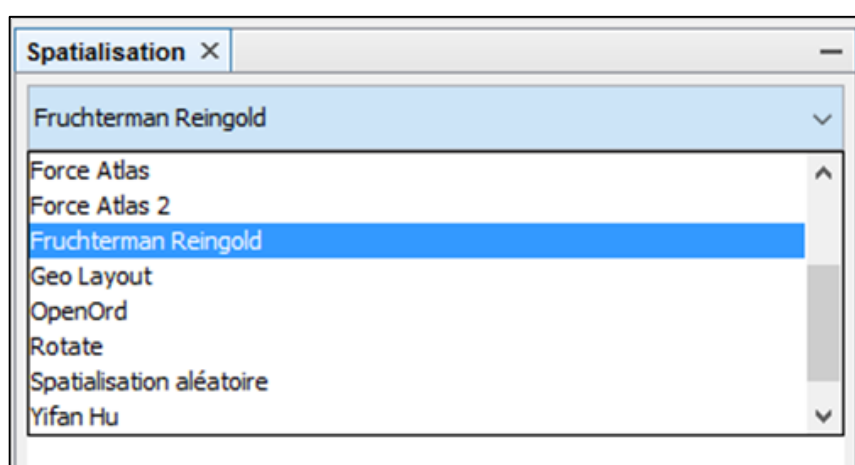 Spatialisation
Fruchterman Reingold
Force Atlas
Force Atlas 2
Fruchterman Reingold
Geo Layout
OpenOrd
Rotate
Spatialisation aléatoire
Yifan Hu